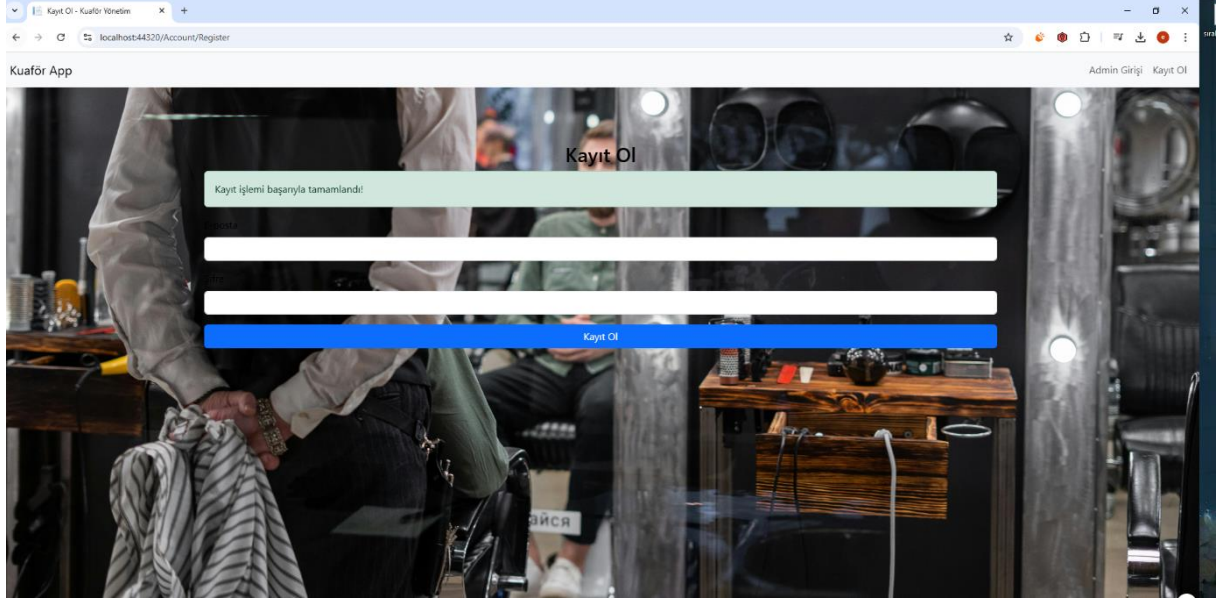 Kayıt Ol - Kuaför Yönetim
localhost:44320/Account/Register
Kuaför App
Admin Girişi Kayıt Ol
Kayıt Ol
Kayıt işlemi başarıyla tamamlandı!
Kayıt Ol
айся